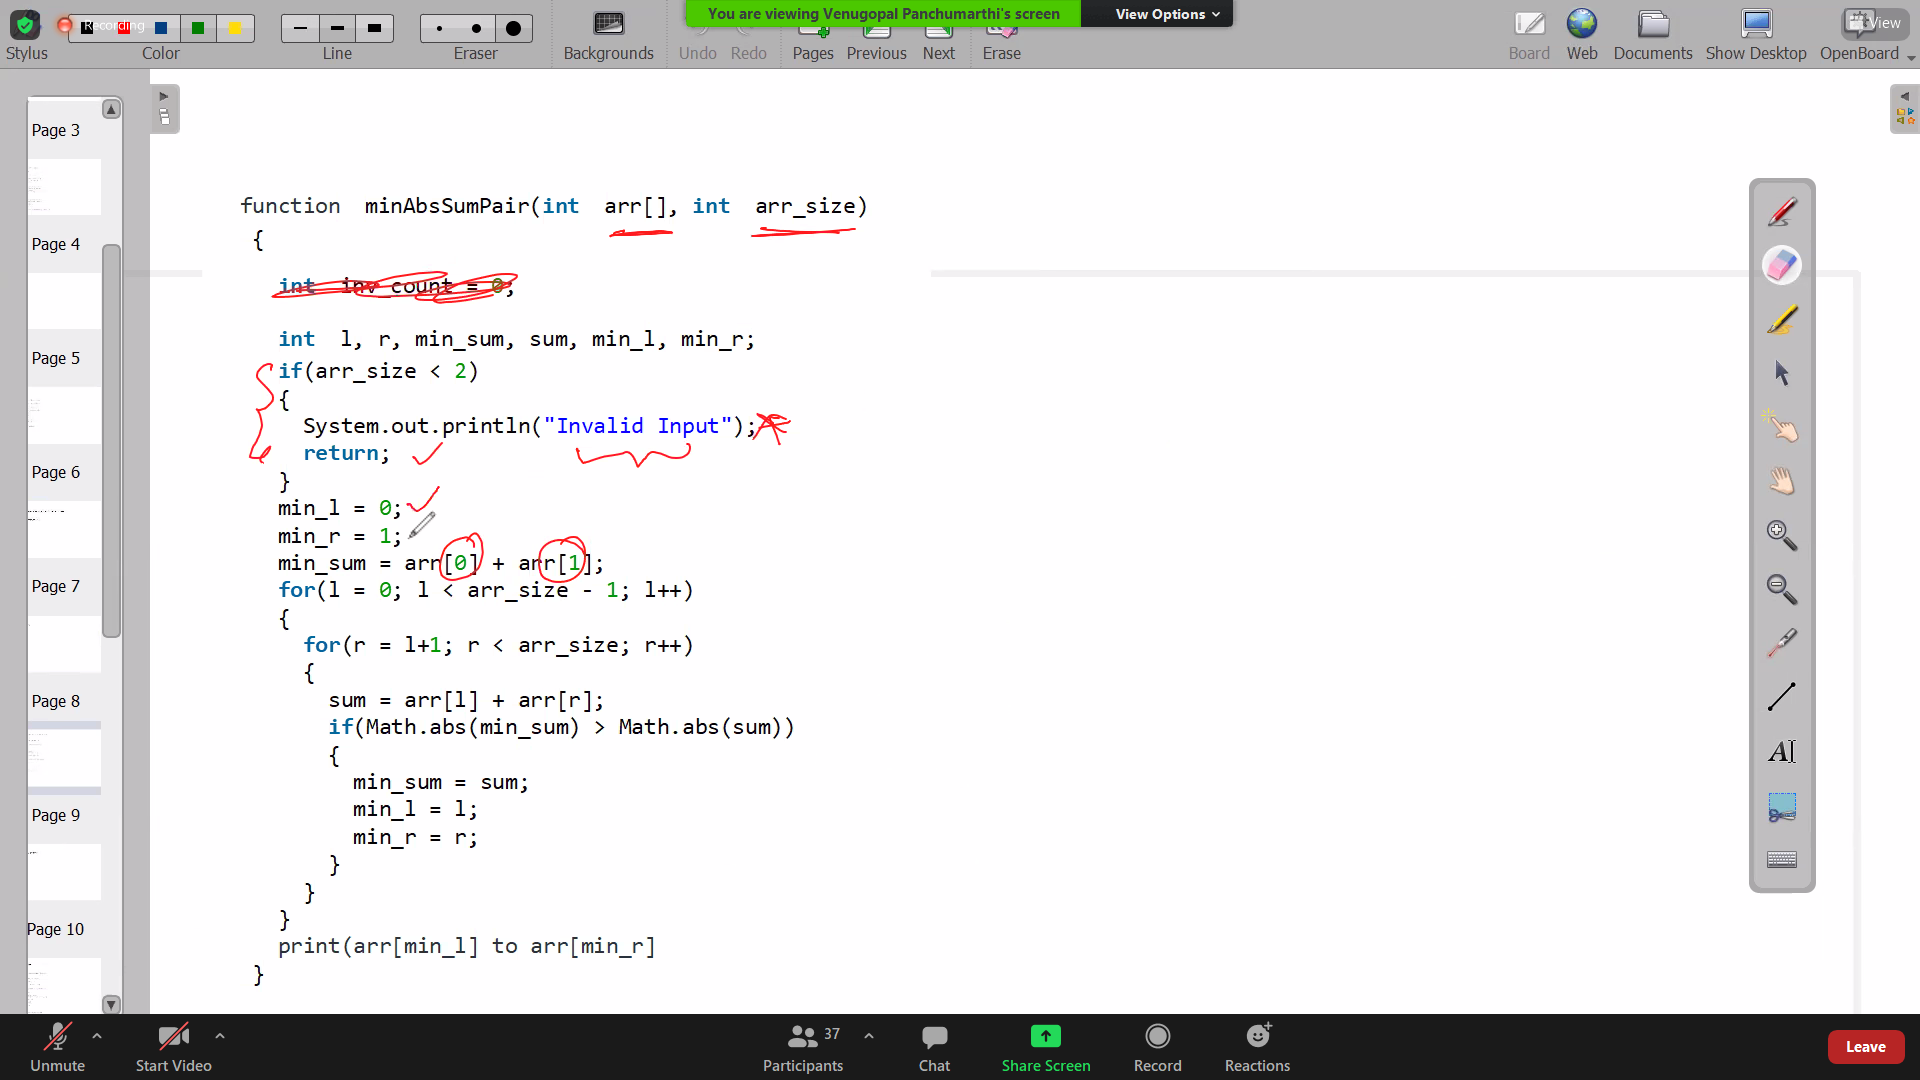 Recording
You are viewing Venugopal Panchumarthi's screen
View Options
View
Stylus
Color
Line
Eraser
Backgrounds
Undo
Redo
Pages
Previous
Next
Erase
Board
Web
Documents
Show Desktop
OpenBoard
Page 3
Page 4
Page 5
Page 6
Page 7
Page 8
Page 9
Page 10
function minAbsSumPair(int arr[], int arr_size)
{
int inv_count = 0;
int l, r, min_sum, sum, min_l, min_r;
if(arr_size < 2)
{
System.out.println("Invalid Input");
return;
}
min_l = 0;
min_r = 1;
min_sum = arr[0] + arr[1];
for(l = 0; l < arr_size - 1; l++)
{
for(r = l+1; r < arr_size; r++)
{
sum = arr[l] + arr[r];
if(Math.abs(min_sum) > Math.abs(sum))
{
min_sum = sum;
min_l = l;
min_r = r;
}
}
}
print(arr[min_l] to arr[min_r]
}
A
Unmute
Start Video
37
Participants
Chat
Share Screen
Record
Reactions
Leave